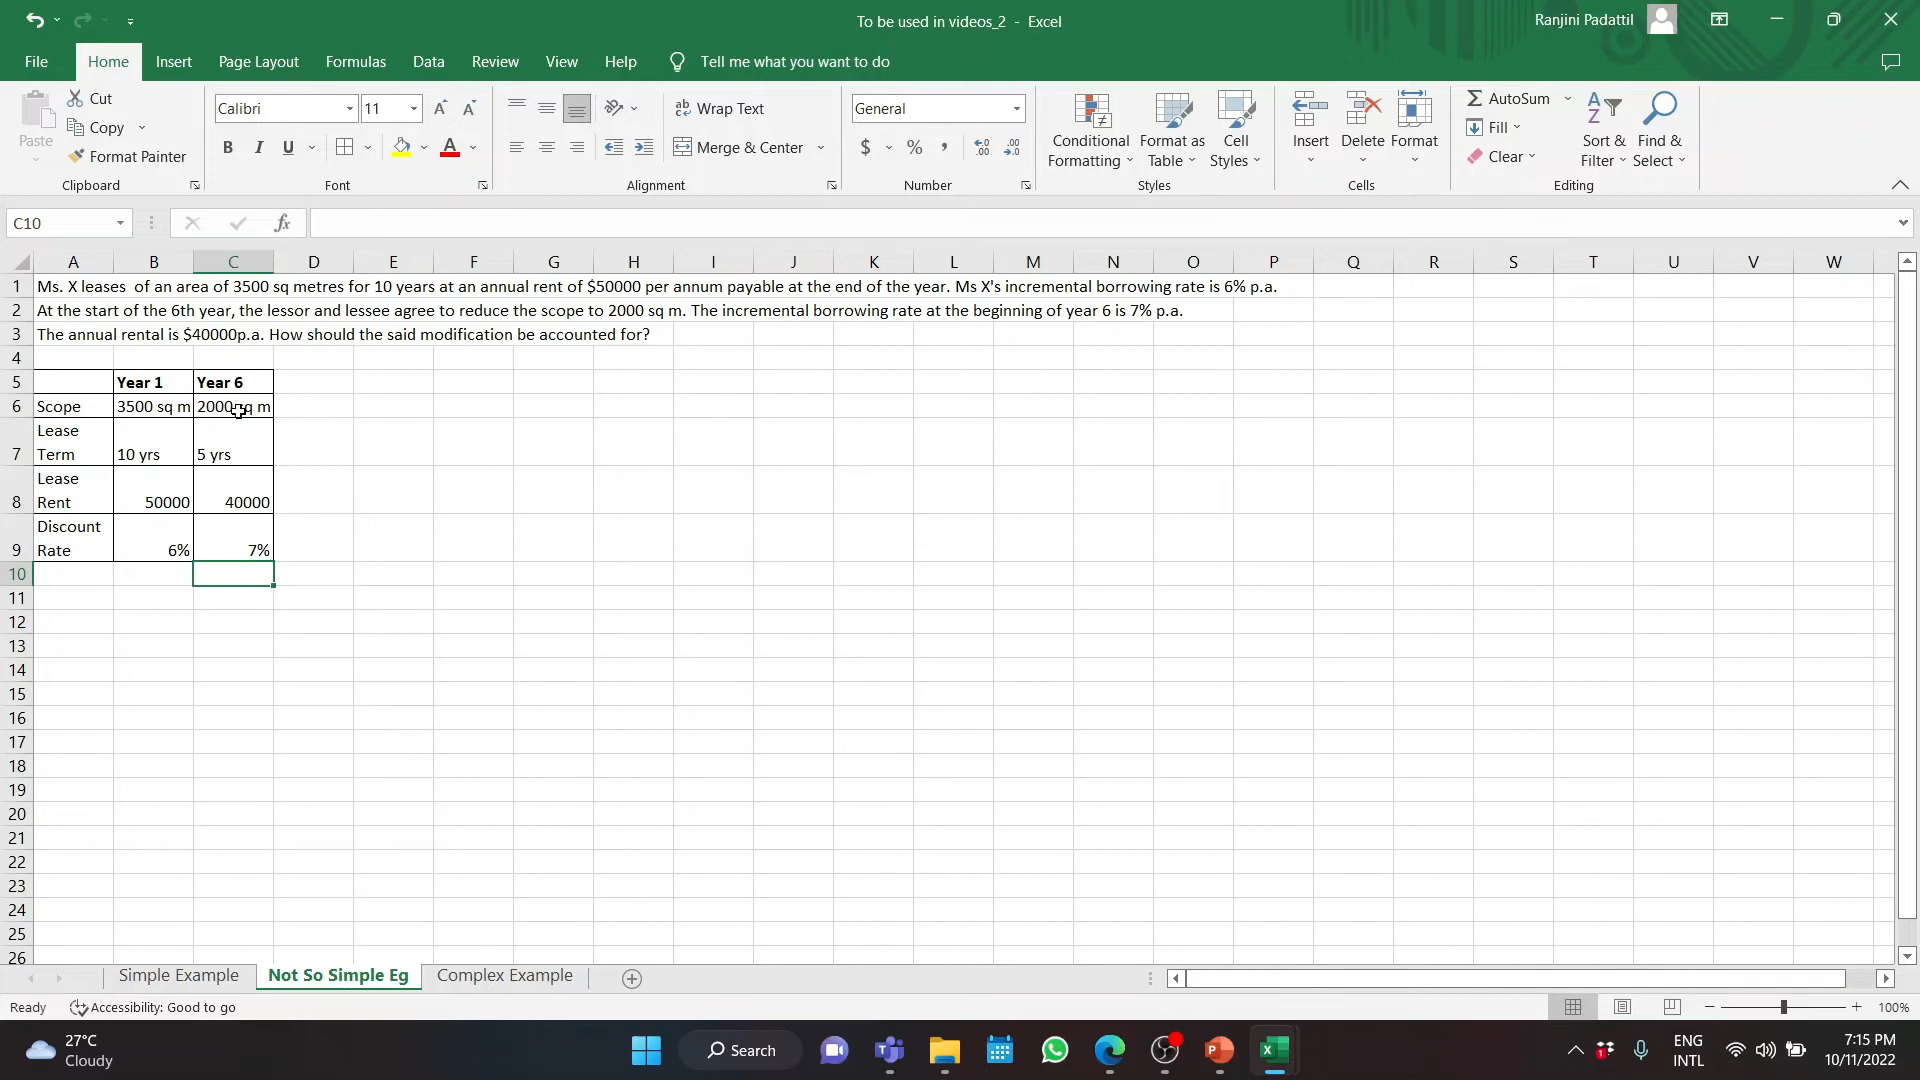 To be used in videos_2 - Excel
Ranjini Padattil
File Home Insert Page Layout Formulas Data Review View Help Tell me what you want to do
Paste
Cut
Copy
Format Painter
Clipboard
Calibri 11
B I U A
Font
Wrap Text
Merge & Center
Alignment
General
$ % ,
Number
Conditional Formatting
Format as Table
Cell Styles
Styles
Insert Delete Format
Cells
AutoSum
Fill
Clear
Sort & Filter
Find & Select
Editing
C10 fx
A B C D E F G H I J K L M N O P Q R S T U V W
1 Ms. X leases of an area of 3500 sq metres for 10 years at an annual rent of $50000 per annum payable at the end of the year. Ms X's incremental borrowing rate is 6% p.a.
2 At the start of the 6th year, the lessor and lessee agree to reduce the scope to 2000 sq m. The incremental borrowing rate at the beginning of year 6 is 7% p.a.
3 The annual rental is $40000p.a. How should the said modification be accounted for?
4
5 Year 1 Year 6
6 Scope 3500 sq m 2000 sq m
Lease
7 Term 10 yrs 5 yrs
Lease
8 Rent 50000 40000
Discount
9 Rate 6% 7%
10
11
12
13
14
15
16
17
18
19
20
21
22
23
24
25
26
Simple Example Not So Simple Eg Complex Example
Ready Accessibility: Good to go 100%
27°C
Cloudy
Search
ENG
INTL
7:15 PM
10/11/2022